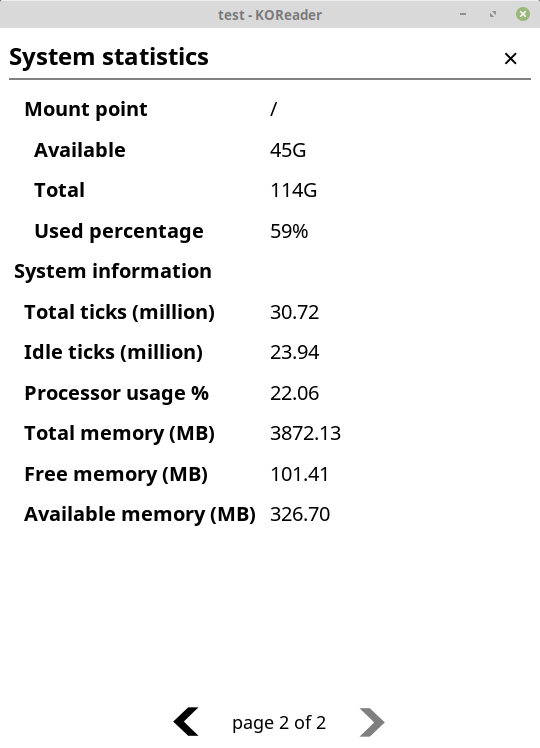 test - KOReader
System statistics
Mount point /
Available 45G
Total 114G
Used percentage 59%
System information
Total ticks (million) 30.72
Idle ticks (million) 23.94
Processor usage % 22.06
Total memory (MB) 3872.13
Free memory (MB) 101.41
Available memory (MB) 326.70
page 2 of 2